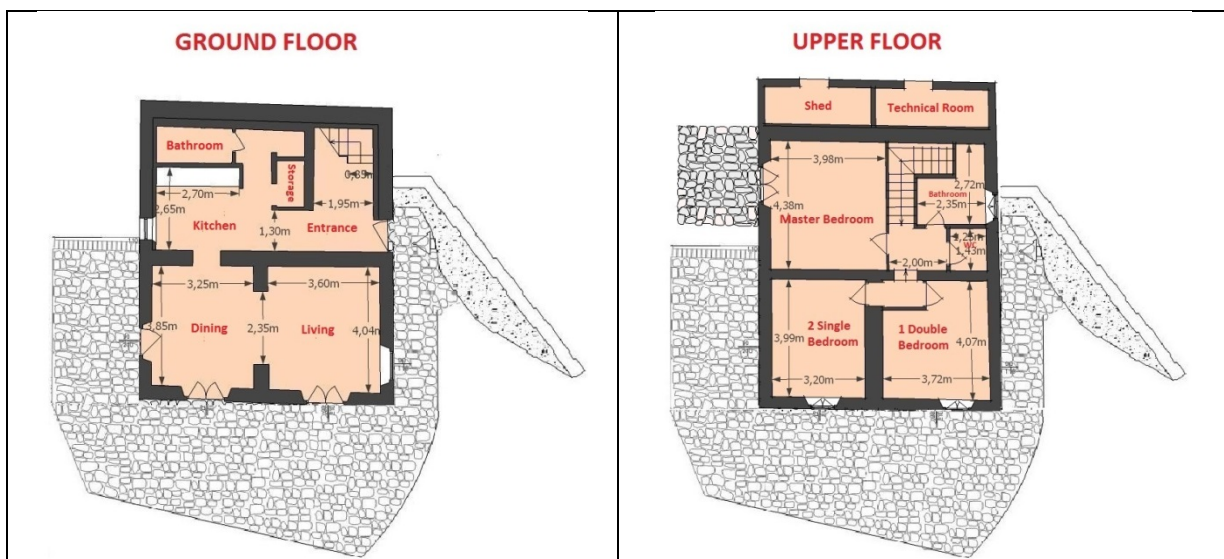 GROUND FLOOR
Bathroom
Storage
0,85m
2,70m
1,95m
2,65m
Kitchen
1,30m
Entrance
3,25m
3,60m
3,85m
Dining
2,35m
Living
4,04m
UPPER FLOOR
Shed
Technical Room
3,98m
2,72m
Bathroom
2,35m
4,38m
Master Bedroom
WC
1,43m
2,00m
2 Single
Bedroom
1 Double
Bedroom
3,99m
4,07m
3,20m
3,72m